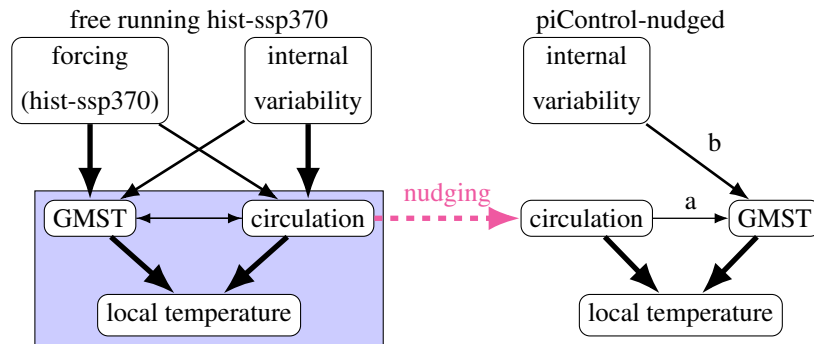 free running hist-ssp370
forcing
(hist-ssp370)
internal
variability
GMST
circulation
local temperature
nudging
piControl-nudged
internal
variability
b
circulation
a
GMST
local temperature